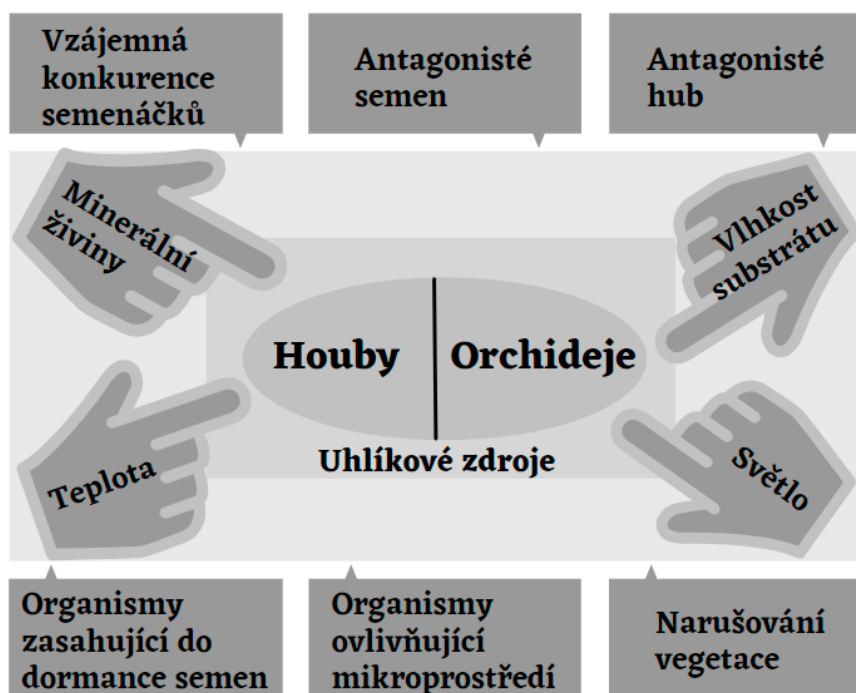 Vzájemná
konkurence
semenáčků
Antagonisté
semen
Antagonisté
hub
Minerální
živiny
Vlhkost
substrátu
Houby
Orchideje
Uhlíkové zdroje
Teplota
Světlo
Organismy
zasahující do
dormance semen
Organismy
ovlivňující
mikroprostředí
Narušování
vegetace